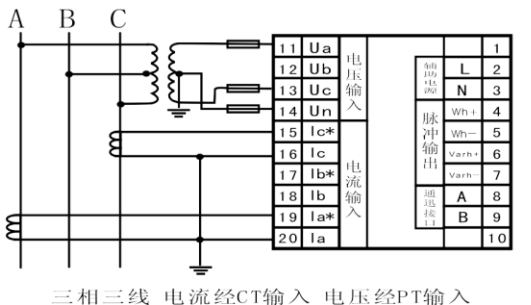 A B C
11 Ua 电压输入 1
12 Ub 辅助电源 L 2
13 Uc N 3
14 Un 脉冲输出 Wh+ 4
15 Ic* 电流输入 Wh- 5
16 Ic Varh+ 6
17 Ib* Varh- 7
18 Ib 通迅接口 A 8
19 Ia* B 9
20 Ia 10
三相三线 电流经CT输入 电压经PT输入